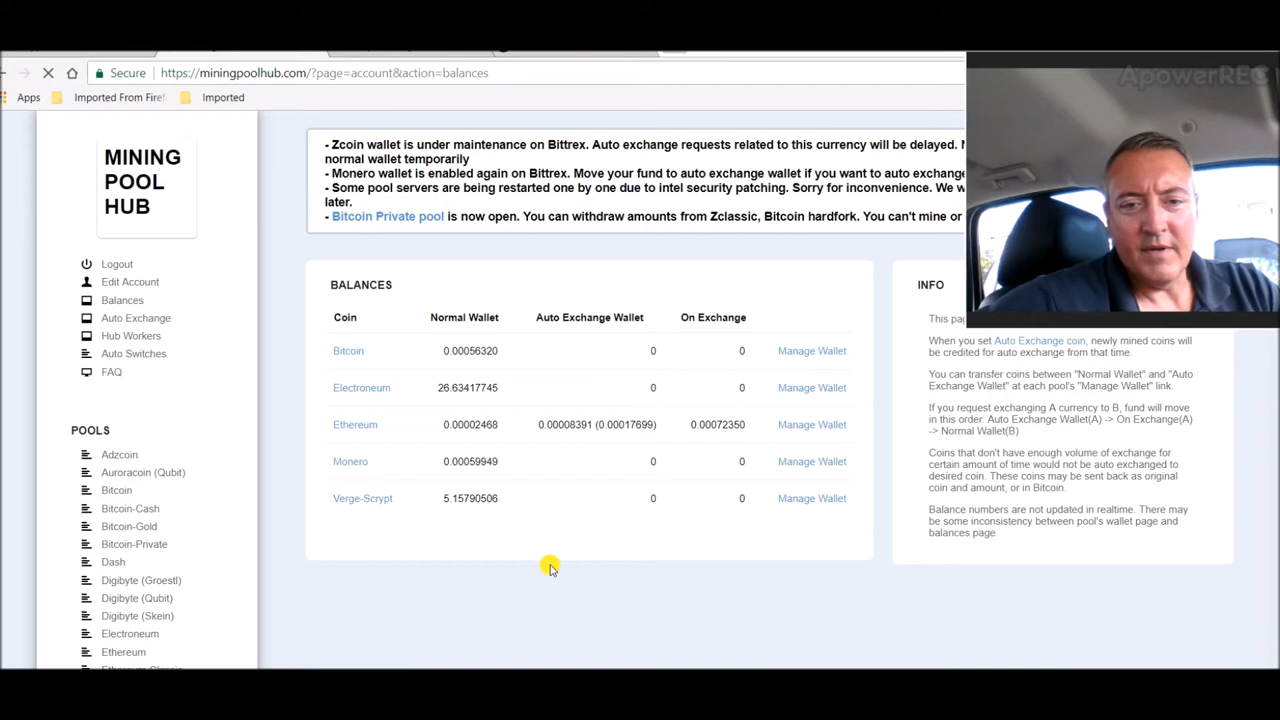 ApowerREC
Secure https://miningpoolhub.com/?page=account&action=balances
Apps Imported From Firef Imported
MINING
POOL
HUB
Logout
Edit Account
Balances
Auto Exchange
Hub Workers
Auto Switches
FAQ
POOLS
Adzcoin
Auroracoin (Qubit)
Bitcoin
Bitcoin-Cash
Bitcoin-Gold
Bitcoin-Private
Dash
Digibyte (Groestl)
Digibyte (Qubit)
Digibyte (Skein)
Electroneum
Ethereum
Ethereum Classic
- Zcoin wallet is under maintenance on Bittrex. Auto exchange requests related to this currency will be delayed.
normal wallet temporarily
- Monero wallet is enabled again on Bittrex. Move your fund to auto exchange wallet if you want to auto exchange
- Some pool servers are being restarted one by one due to intel security patching. Sorry for inconvenience. We w
later.
- Bitcoin Private pool is now open. You can withdraw amounts from Zclassic, Bitcoin hardfork. You can't mine or
BALANCES
Coin Normal Wallet Auto Exchange Wallet On Exchange
Bitcoin 0.00056320 0 0 Manage Wallet
Electroneum 26.63417745 0 0 Manage Wallet
Ethereum 0.00002468 0.00008391 (0.00017699) 0.00072350 Manage Wallet
Monero 0.00059949 0 0 Manage Wallet
Verge-Scrypt 5.15790506 0 0 Manage Wallet
INFO
This pag
When you set Auto Exchange coin, newly mined coins will
be credited for auto exchange from that time.
You can transfer coins between "Normal Wallet" and "Auto
Exchange Wallet" at each pool's "Manage Wallet" link.
If you request exchanging A currency to B, fund will move
in this order. Auto Exchange Wallet(A) -> On Exchange(A)
-> Normal Wallet(B)
Coins that don't have enough volume of exchange for
certain amount of time would not be auto exchanged to
desired coin. These coins may be sent back as original
coin and amount, or in Bitcoin.
Balance numbers are not updated in realtime. There may
be some inconsistency between pool's wallet page and
balances page.